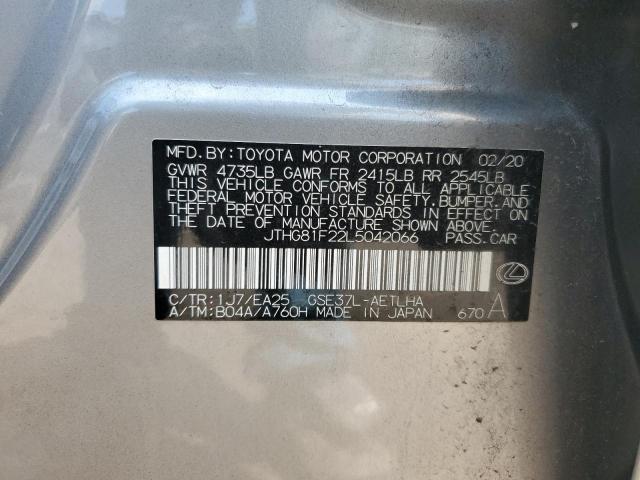 MFD.BY:TOYOTA MOTOR CORPORATION 02/20
GVWR 4735LB GAWR FR 2415LB RR 2545LB
THIS VEHICLE CONFORMS TO ALL APPLICABLE
FEDERAL MOTOR VEHICLE SAFETY, BUMPER,AND
THEFT PREVENTION STANDARDS IN EFFECT ON
THE DATE OF MANUFACTURE SHOWN ABOVE.
JTHG81F22L5042066 PASS.CAR
C/TR:1J7/EA25 GSE37L-AETLHA
A/TM:B04A/A760H MADE IN JAPAN 670 A